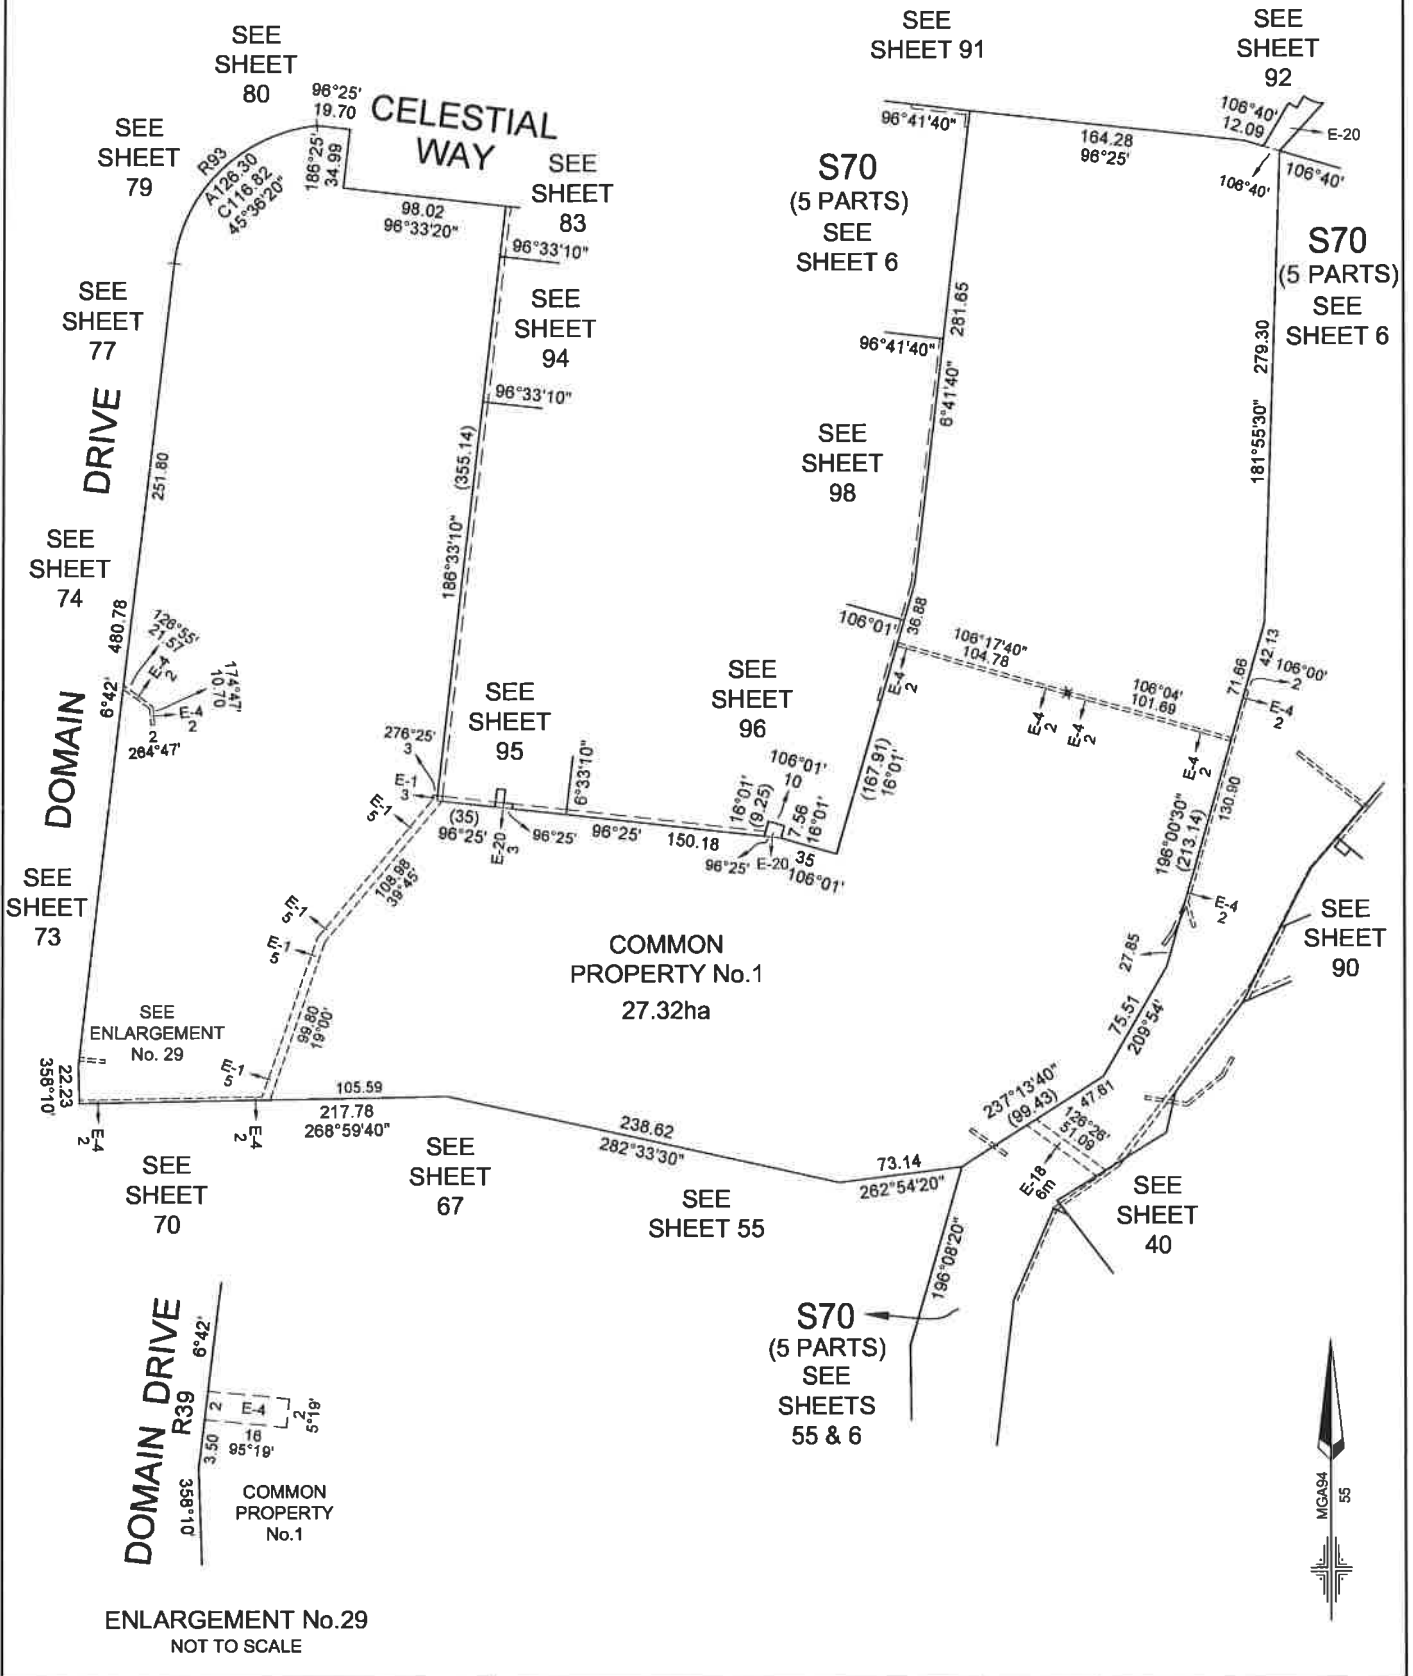 SEE
SHEET
80
SEE
SHEET 91
SEE
SHEET
92
96°25'
19.70
CELESTIAL
WAY
106°40'
12.09
E-20
106°40'
106°40'
96°41'40"
164.28
96°25'
SEE
SHEET
79
R93
A126.30
C116.82
45°36'20"
186°25'
34.99
98.02
96°33'20"
SEE
SHEET
83
96°33'10"
S70
(5 PARTS)
SEE
SHEET 6
S70
(5 PARTS)
SEE
SHEET 6
SEE
SHEET
77
SEE
SHEET
94
96°33'10"
281.65
96°41'40"
6°41'40"
279.30
181°55'30"
DRIVE
251.80
(355.14)
186°33'10"
SEE
SHEET
98
SEE
SHEET
74
480.78
6°42'
126°55'
21.57
E-4
2
174°47'
10.70
E-4
2
2
264°47'
DOMAIN
106°01'
36.88
106°17'40"
104.78
E-4
2
E-4
2
E-4
2
106°04'
101.69
E-4
2
42.13
71.66
106°00'
2
E-4
2
SEE
SHEET
95
SEE
SHEET
96
276°25'
3
E-1
3
E-1
5
(35)
96°25'
E-20
3
96°25'
6°33'10"
96°25'
150.18
16°01'
(9.25)
106°01'
10
7.56
16°01'
96°25'
E-20
35
106°01'
(167.91)
16°01'
130.90
196°00'30"
(213.14)
E-4
2
SEE
SHEET
73
108.98
39°45'
E-1
5
E-1
5
COMMON
PROPERTY No.1
27.32ha
27.85
SEE
SHEET
90
SEE
ENLARGEMENT
No. 29
99.80
19°00'
E-1
5
75.51
209°54'
22.23
358°10'
E-4
2
E-4
2
105.59
217.78
268°59'40"
238.62
282°33'30"
73.14
262°54'20"
237°13'40"
(99.43)
47.61
126°26'
51.09
E-18
6m
SEE
SHEET
70
SEE
SHEET
67
SEE
SHEET 55
SEE
SHEET
40
196°08'20"
S70
(5 PARTS)
SEE
SHEETS
55 & 6
DOMAIN DRIVE
6°42'
R39
2
E-4
2
5°19'
16
95°19'
3.50
358°10'
COMMON
PROPERTY
No.1
MGA94
55
ENLARGEMENT No.29
NOT TO SCALE